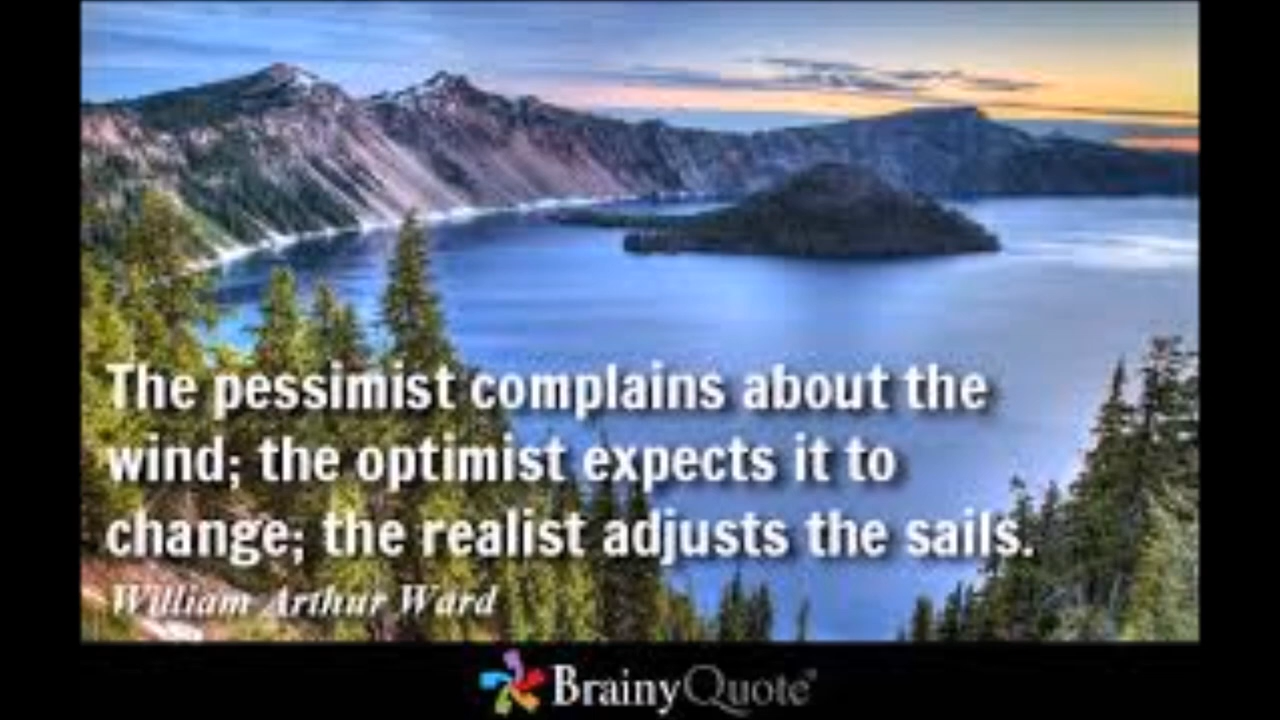 The pessimist complains about the
wind; the optimist expects it to
change; the realist adjusts the sails.
William Arthur Ward
BrainyQuote®